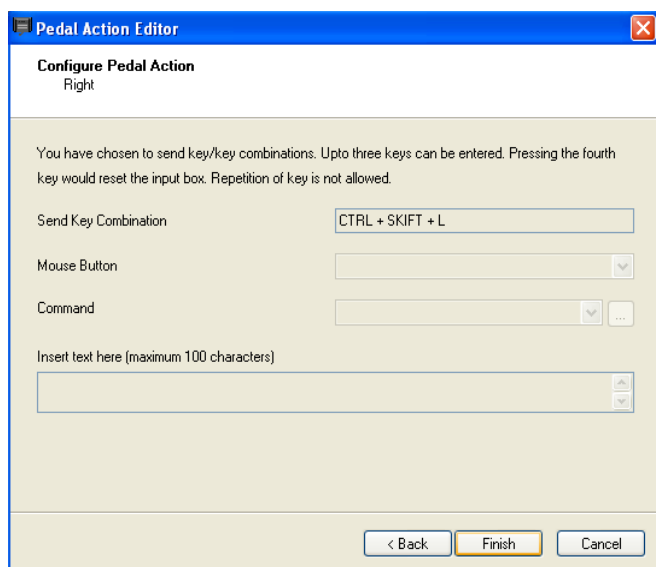 Pedal Action Editor
Configure Pedal Action
Right
You have chosen to send key/key combinations. Upto three keys can be entered. Pressing the fourth
key would reset the input box. Repetition of key is not allowed.
Send Key Combination
CTRL + SKIFT + L
Mouse Button
Command
...
Insert text here (maximum 100 characters)
< Back
Finish
Cancel